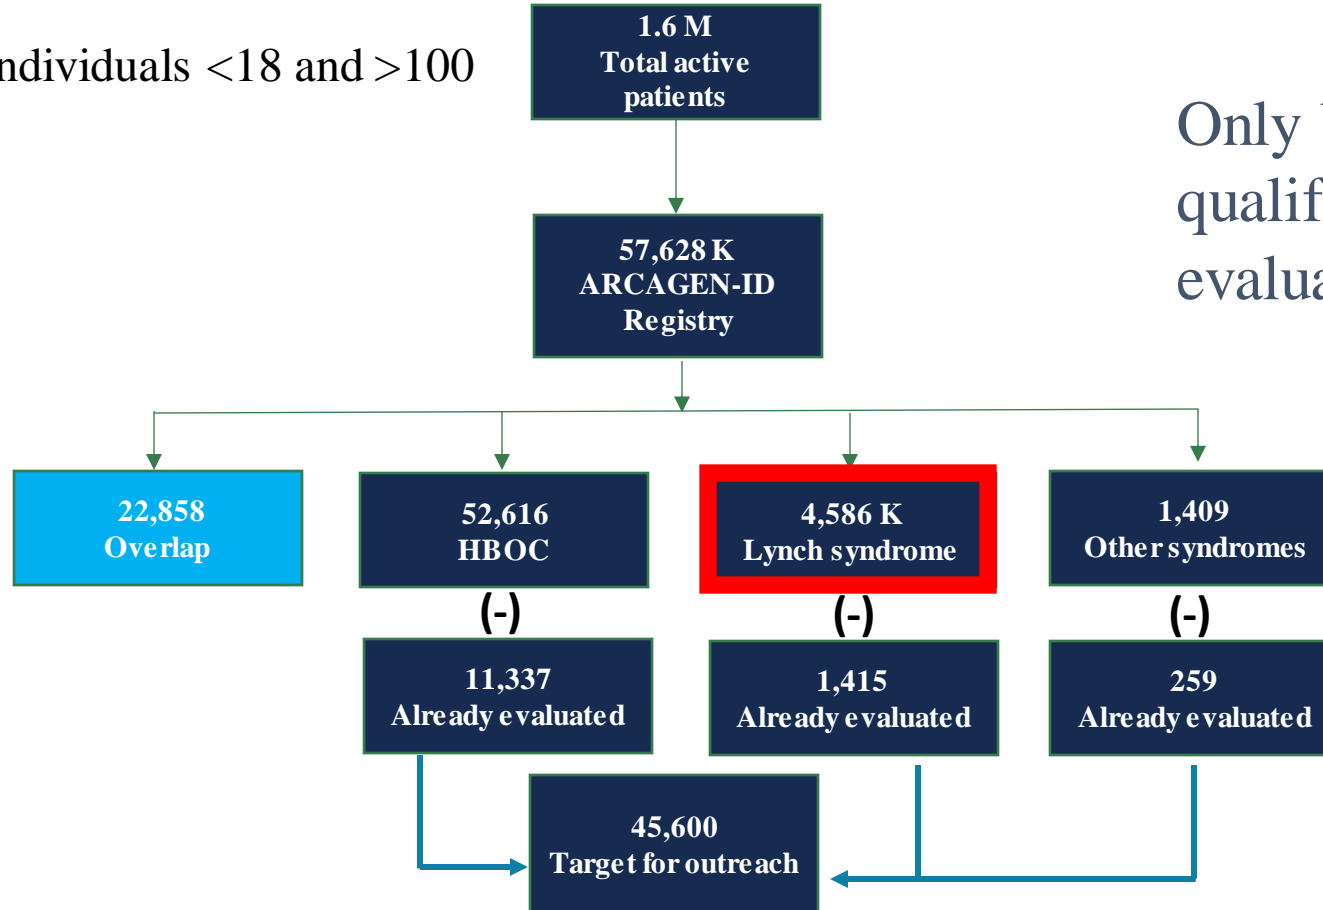 1.6 M
Total active
patients
ndividuals <18 and >100
Only
qualif
evalua
57,628 K
ARCAGEN-ID
Registry
22,858
Overlap
52,616
HBOC
4,586 K
Lynch syndrome
1,409
Other syndromes
(-)
(-)
(-)
11,337
Already evaluated
1,415
Already evaluated
259
Already evaluated
45,600
Target for outreach